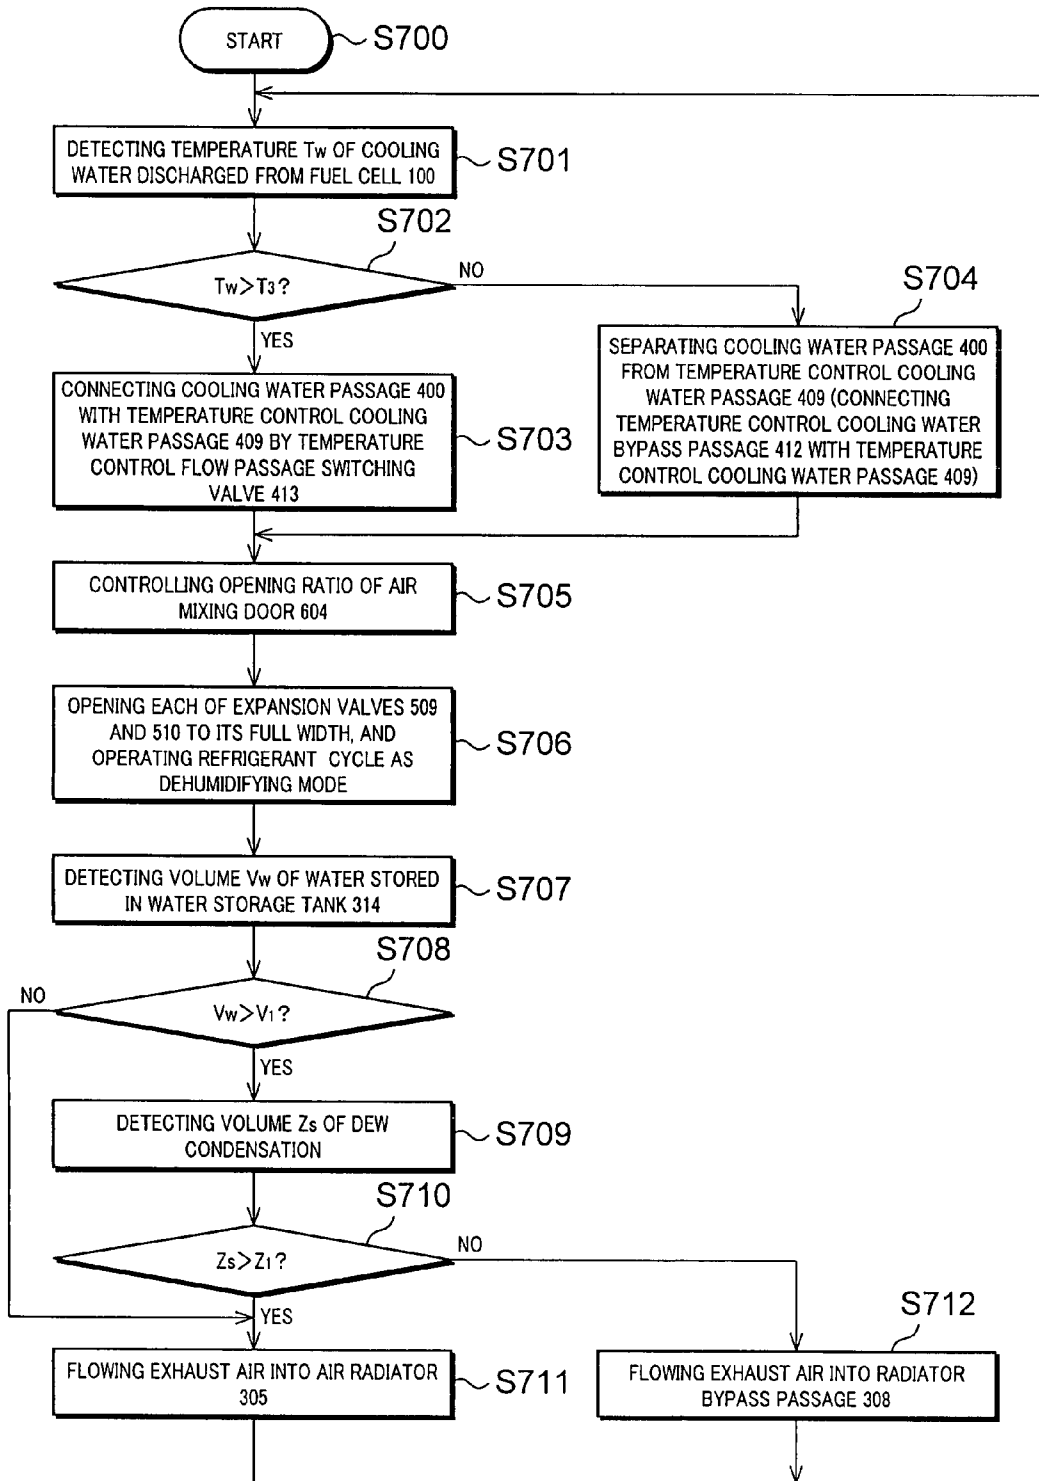 START
S700
DETECTING TEMPERATURE Tw OF COOLING
WATER DISCHARGED FROM FUEL CELL 100
S701
S702
Tw>T3?
NO
YES
S704
SEPARATING COOLING WATER PASSAGE 400
FROM TEMPERATURE CONTROL COOLING
WATER PASSAGE 409 (CONNECTING
TEMPERATURE CONTROL COOLING WATER
BYPASS PASSAGE 412 WITH TEMPERATURE
CONTROL COOLING WATER PASSAGE 409)
CONNECTING COOLING WATER PASSAGE 400
WITH TEMPERATURE CONTROL COOLING
WATER PASSAGE 409 BY TEMPERATURE
CONTROL FLOW PASSAGE SWITCHING
VALVE 413
S703
CONTROLLING OPENING RATIO OF AIR
MIXING DOOR 604
S705
OPENING EACH OF EXPANSION VALVES 509
AND 510 TO ITS FULL WIDTH, AND
OPERATING REFRIGERANT CYCLE AS
DEHUMIDIFYING MODE
S706
DETECTING VOLUME Vw OF WATER STORED
IN WATER STORAGE TANK 314
S707
S708
NO
Vw>V1?
YES
DETECTING VOLUME Zs OF DEW
CONDENSATION
S709
S710
Zs>Z1?
NO
YES
S712
FLOWING EXHAUST AIR INTO AIR RADIATOR
305
S711
FLOWING EXHAUST AIR INTO RADIATOR
BYPASS PASSAGE 308